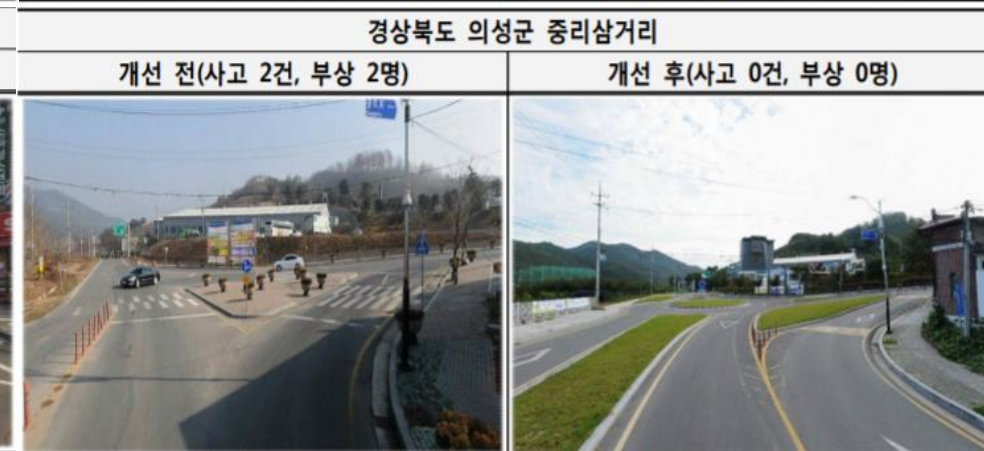 경상북도 의성군 중리삼거리
개선 전(사고 2건, 부상 2명)
개선 후(사고 0건, 부상 0명)